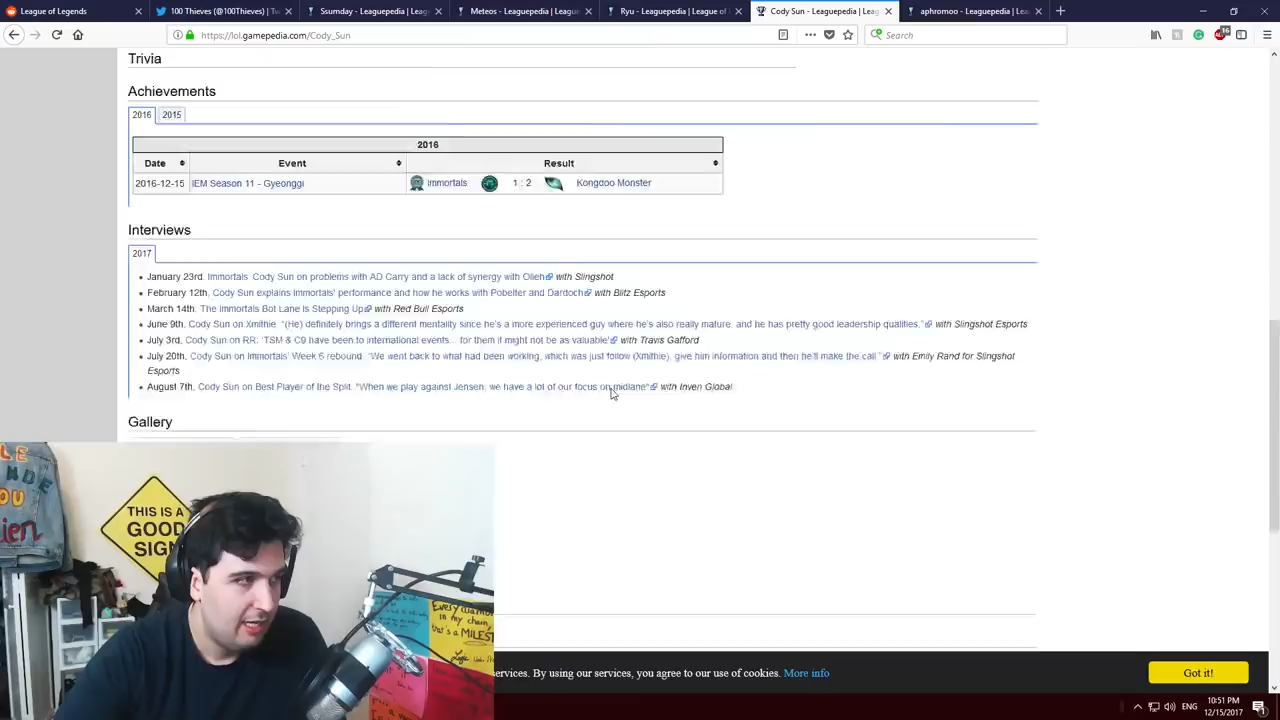 League of Legends
100 Thieves (@100Thieves) | Tw
Ssumday - Leaguepedia | Leag
Meteos - Leaguepedia | League
Ryu - Leaguepedia | League of
Cody Sun - Leaguepedia | Leag
aphromoo - Leaguepedia | Lea
https://lol.gamepedia.com/Cody_Sun
Search
16
Trivia
Achievements
2016 2015
2016
Date Event Result
2016-12-15 IEM Season 11 - Gyeonggi Immortals 1 : 2 Kongdoo Monster
Interviews
2017
January 23rd, Immortals' Cody Sun on problems with AD Carry and a lack of synergy with Olleh with Slingshot
February 12th, Cody Sun explains Immortals' performance and how he works with Pobelter and Dardoch with Blitz Esports
March 14th, The Immortals Bot Lane Is Stepping Up with Red Bull Esports
June 9th, Cody Sun on Xmithie: "(He) definitely brings a different mentality since he's a more experienced guy where he's also really mature, and he has pretty good leadership qualities." with Slingshot Esports
July 3rd, Cody Sun on RR: 'TSM & C9 have been to international events... for them it might not be as valuable' with Travis Gafford
July 20th, Cody Sun on Immortals' Week 6 rebound: "We went back to what had been working, which was just follow (Xmithie), give him information and then he'll make the call" with Emily Rand for Slingshot
Esports
August 7th, Cody Sun on Best Player of the Split, "When we play against Jensen, we have a lot of our focus on midlane" with Inven Global
Gallery
THIS IS A
GOOD
SIGN
Every
in my
chain,
that's a
MILEST
ervices. By using our services, you agree to our use of cookies. More info
Got it!
ENG
10:51 PM
12/15/2017
1